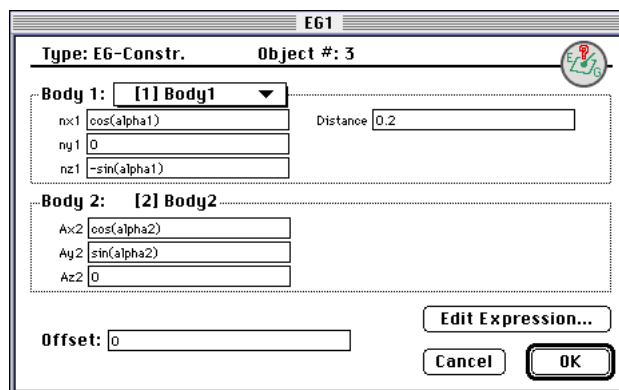 EG1
Type: EG-Constr. Object #: 3
E ? G
Body 1: [1] Body1
nx1 cos(alpha1) Distance 0.2
ny1 0
nz1 -sin(alpha1)
Body 2: [2] Body2
Ax2 cos(alpha2)
Ay2 sin(alpha2)
Az2 0
Edit Expression...
Offset: 0
Cancel OK